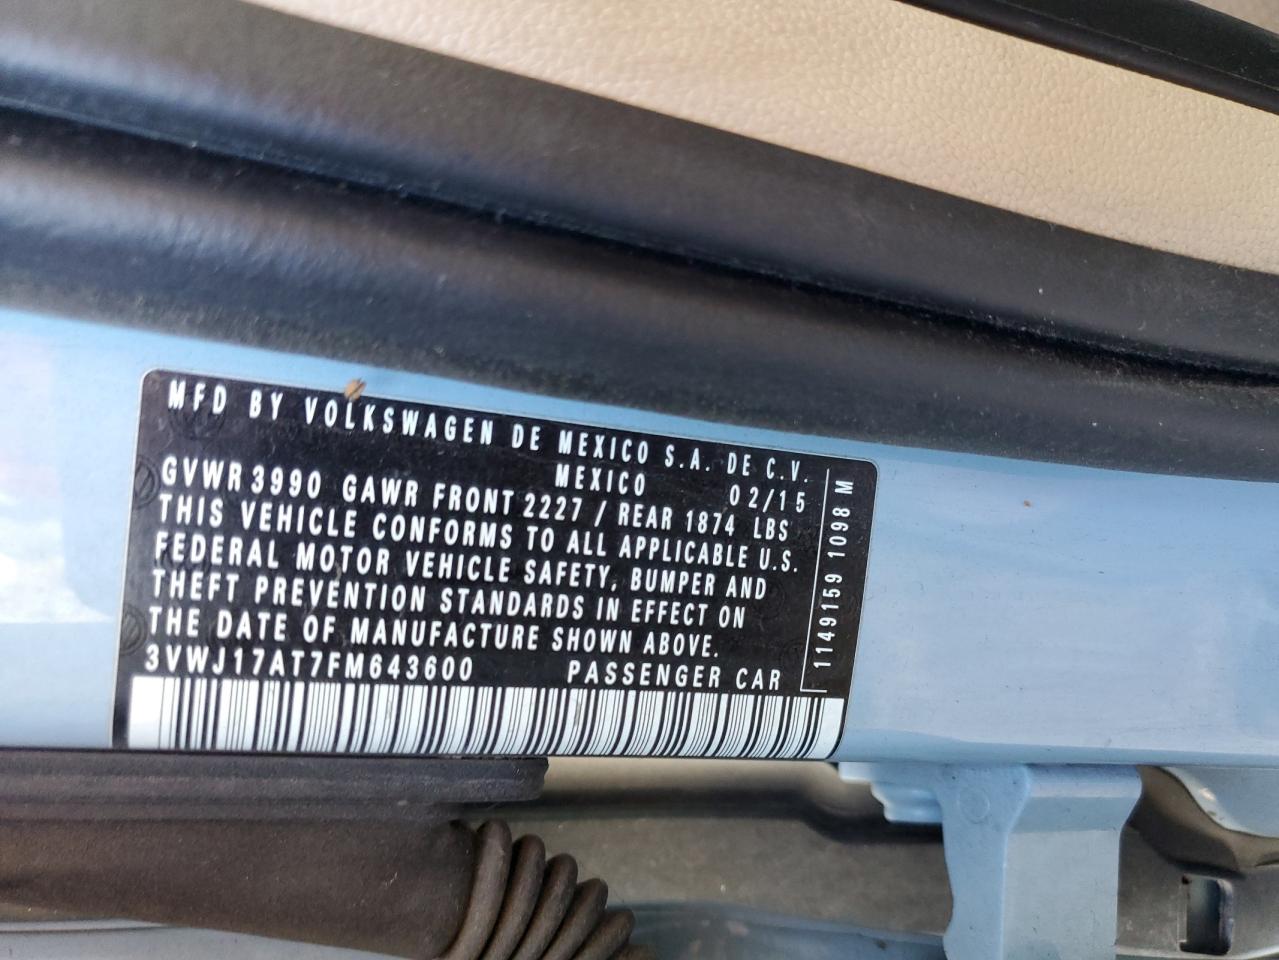 MFD BY VOLKSWAGEN DE MEXICO S.A. DE C.V.
MEXICO 02/15
GVWR 3990 GAWR FRONT 2227 / REAR 1874 LBS
THIS VEHICLE CONFORMS TO ALL APPLICABLE U.S.
FEDERAL MOTOR VEHICLE SAFETY, BUMPER AND
THEFT PREVENTION STANDARDS IN EFFECT ON
THE DATE OF MANUFACTURE SHOWN ABOVE.
3VWJ17AT7FM643600 PASSENGER CAR
1149159 1098 M